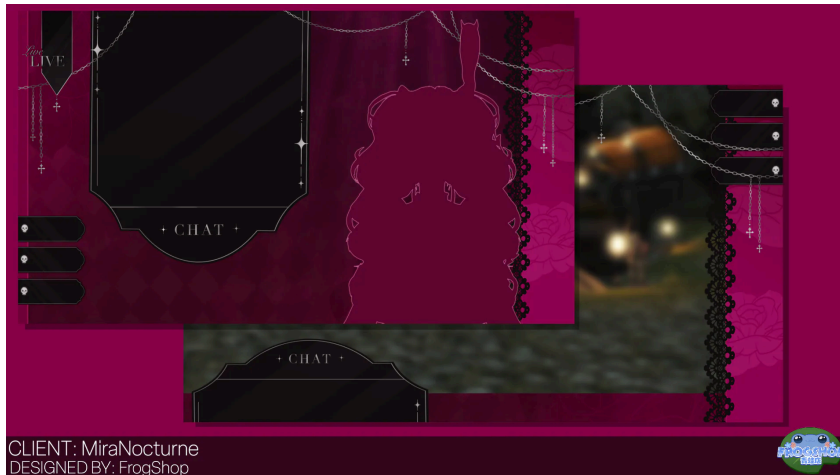 Live
LIVE
CHAT
CHAT
CLIENT: MiraNocturne
DESIGNED BY: FrogShop
FROGSHOP